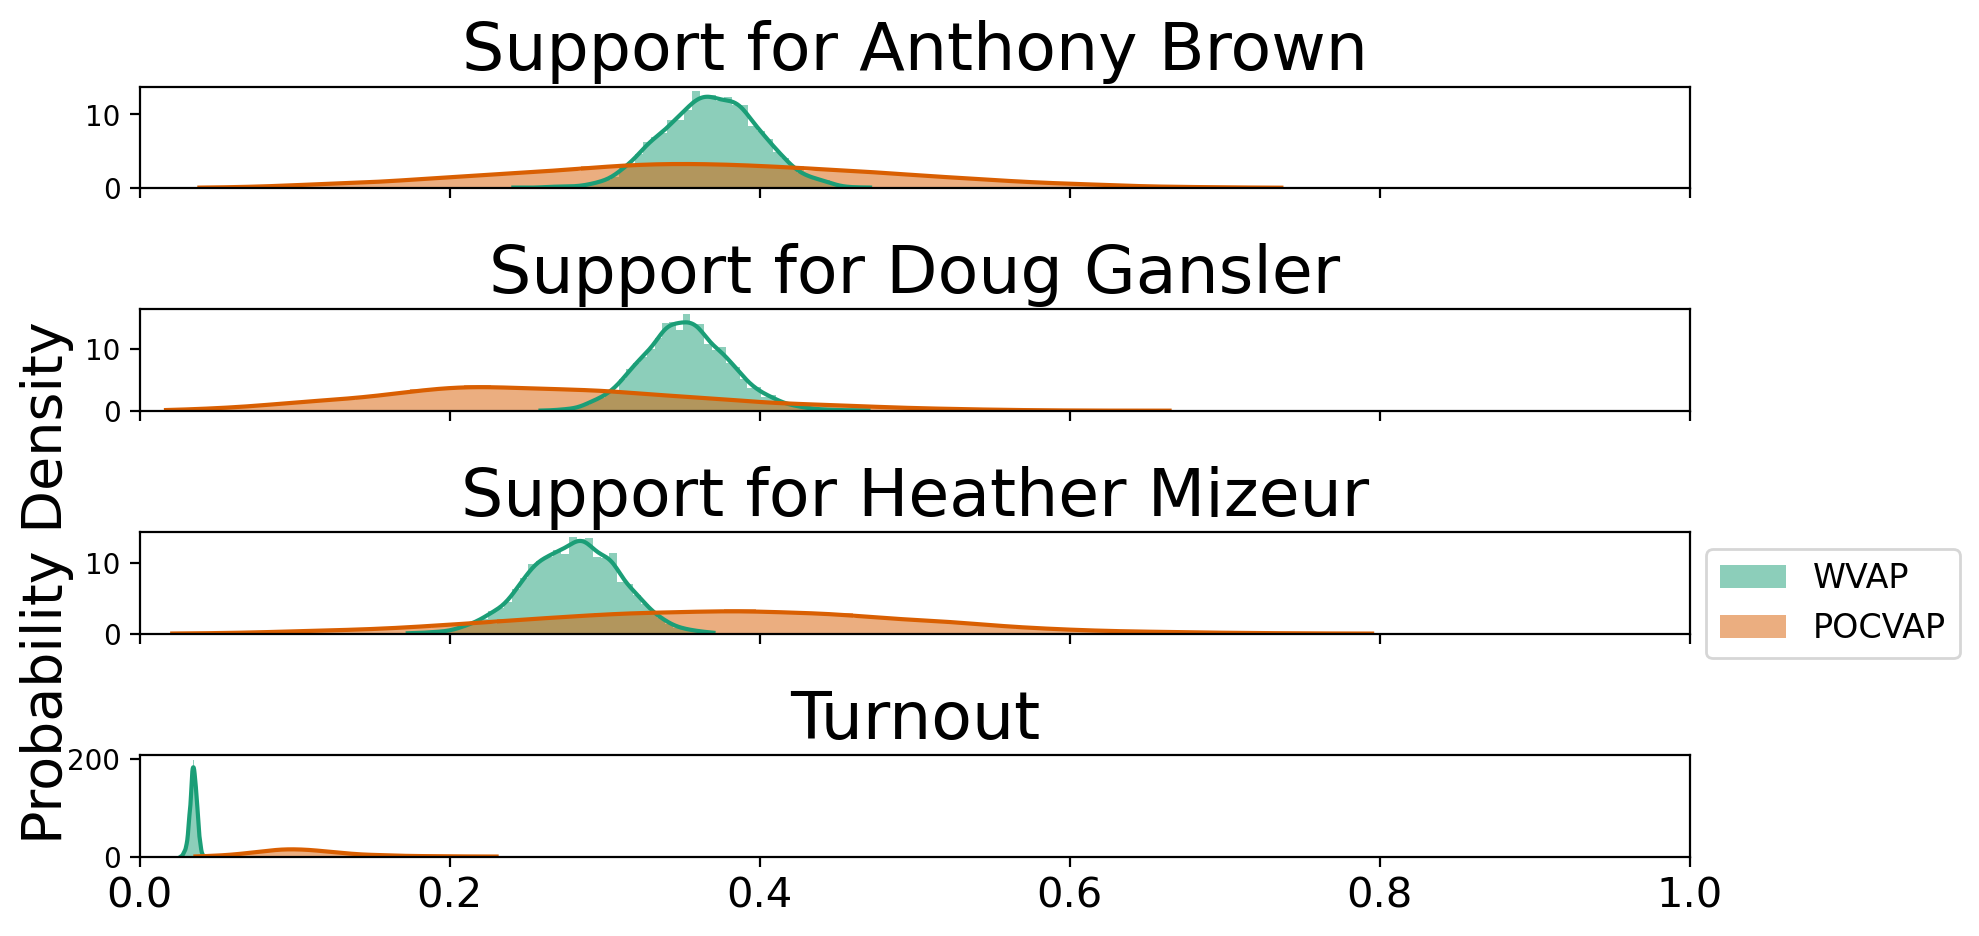 Support for Anthony Brown
10
0
Support for Doug Gansler
10
0
Support for Heather Mizeur
10
0
Turnout
200
0
0.0 0.2 0.4 0.6 0.8 1.0
Probability Density
WVAP
POCVAP